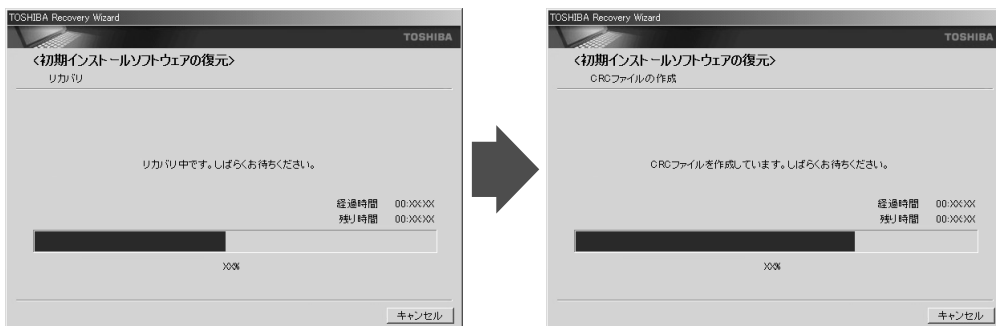 TOSHIBA Recovery Wizard
TOSHIBA
<初期インストールソフトウェアの復元>
リカバリ
リカバリ中です。しばらくお待ちください。
経過時間 00:XX:XX
残り時間 00:XX:XX
XX%
キャンセル
TOSHIBA Recovery Wizard
TOSHIBA
<初期インストールソフトウェアの復元>
CRCファイルの作成
CRCファイルを作成しています。しばらくお待ちください。
経過時間 00:XX:XX
残り時間 00:XX:XX
XX%
キャンセル